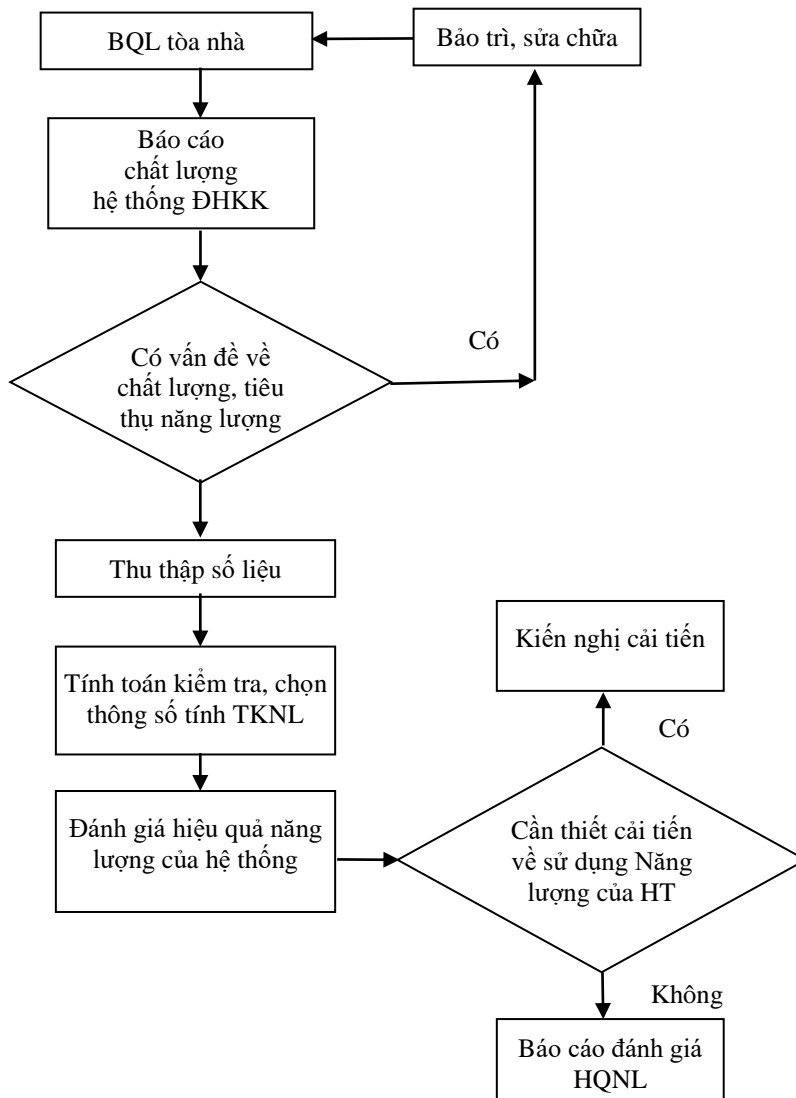 BQL tòa nhà
Bảo trì, sửa chữa
Báo cáo
chất lượng
hệ thống ĐHKK
Có
Có vấn đề về
chất lượng, tiêu
thụ năng lượng
Thu thập số liệu
Kiến nghị cải tiến
Tính toán kiểm tra, chọn
thông số tính TKNL
Có
Đánh giá hiệu quả năng
lượng của hệ thống
Cần thiết cải tiến
về sử dụng Năng
lượng của HT
Không
Báo cáo đánh giá
HQNL